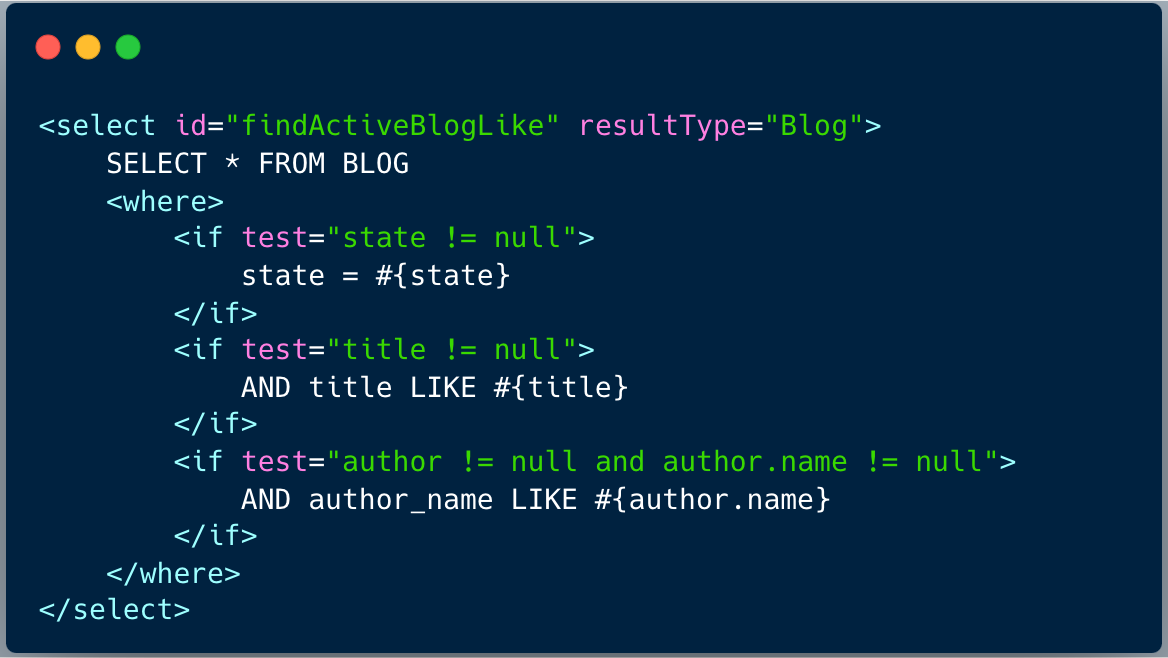 <select id="findActiveBlogLike" resultType="Blog">
    SELECT * FROM BLOG
    <where>
        <if test="state != null">
            state = #{state}
        </if>
        <if test="title != null">
            AND title LIKE #{title}
        </if>
        <if test="author != null and author.name != null">
            AND author_name LIKE #{author.name}
        </if>
    </where>
</select>